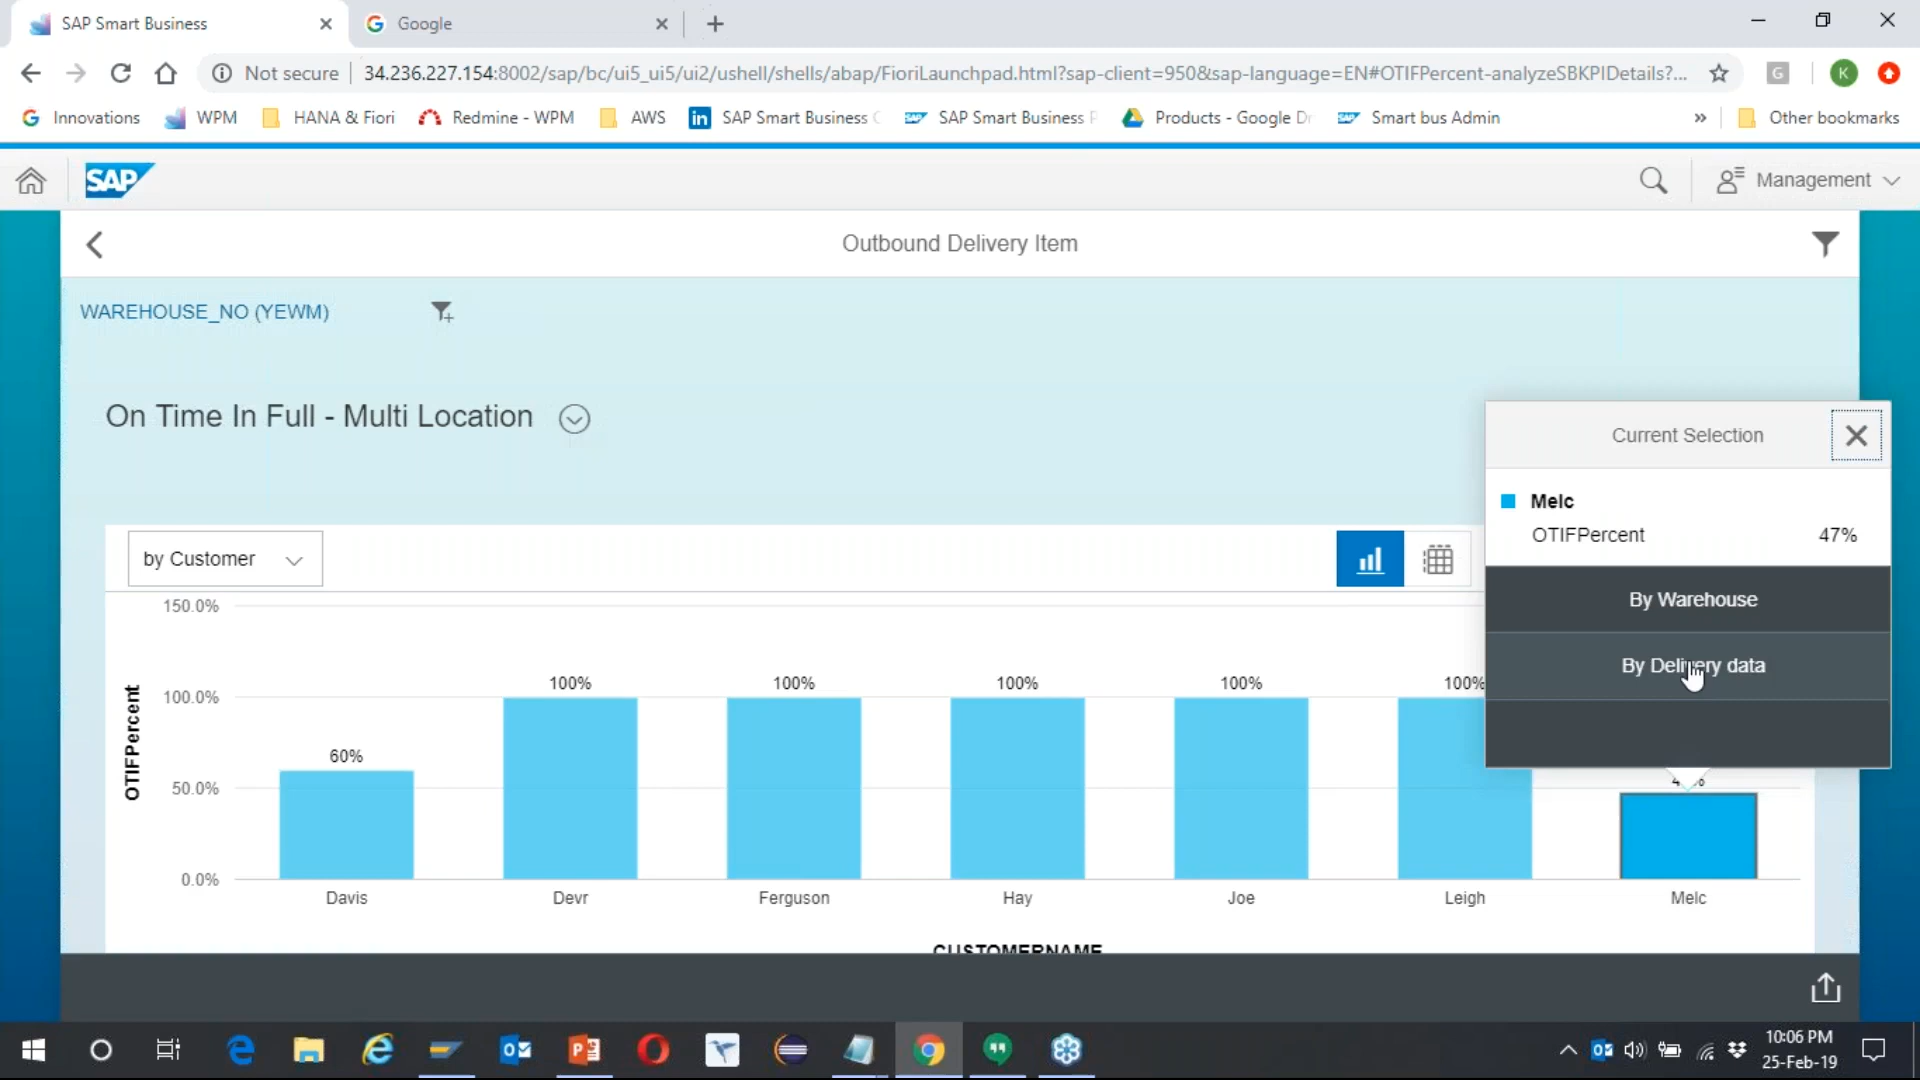 SAP Smart Business
Google
Not secure
34.236.227.154:8002/sap/bc/ui5_ui5/ui2/ushell/shells/abap/FioriLaunchpad.html?sap-client=950&sap-language=EN#OTIFPercent-analyzeSBKPIDetails?...
G
K
Innovations
WPM
HANA & Fiori
Redmine - WPM
AWS
in
SAP Smart Business
SAP Smart Business
Products - Google
Smart bus Admin
»
Other bookmarks
SAP
Management
Outbound Delivery Item
WAREHOUSE_NO (YEWM)
On Time In Full - Multi Location
Current Selection
Melc
OTIFPercent 47%
By Warehouse
By Delivery data
by Customer
150.0%
100.0%
50.0%
0.0%
OTIFPercent
60%
100%
100%
100%
100%
100%
Davis
Devr
Ferguson
Hay
Joe
Leigh
Melc
CUSTOMERNAME
10:06 PM
25-Feb-19